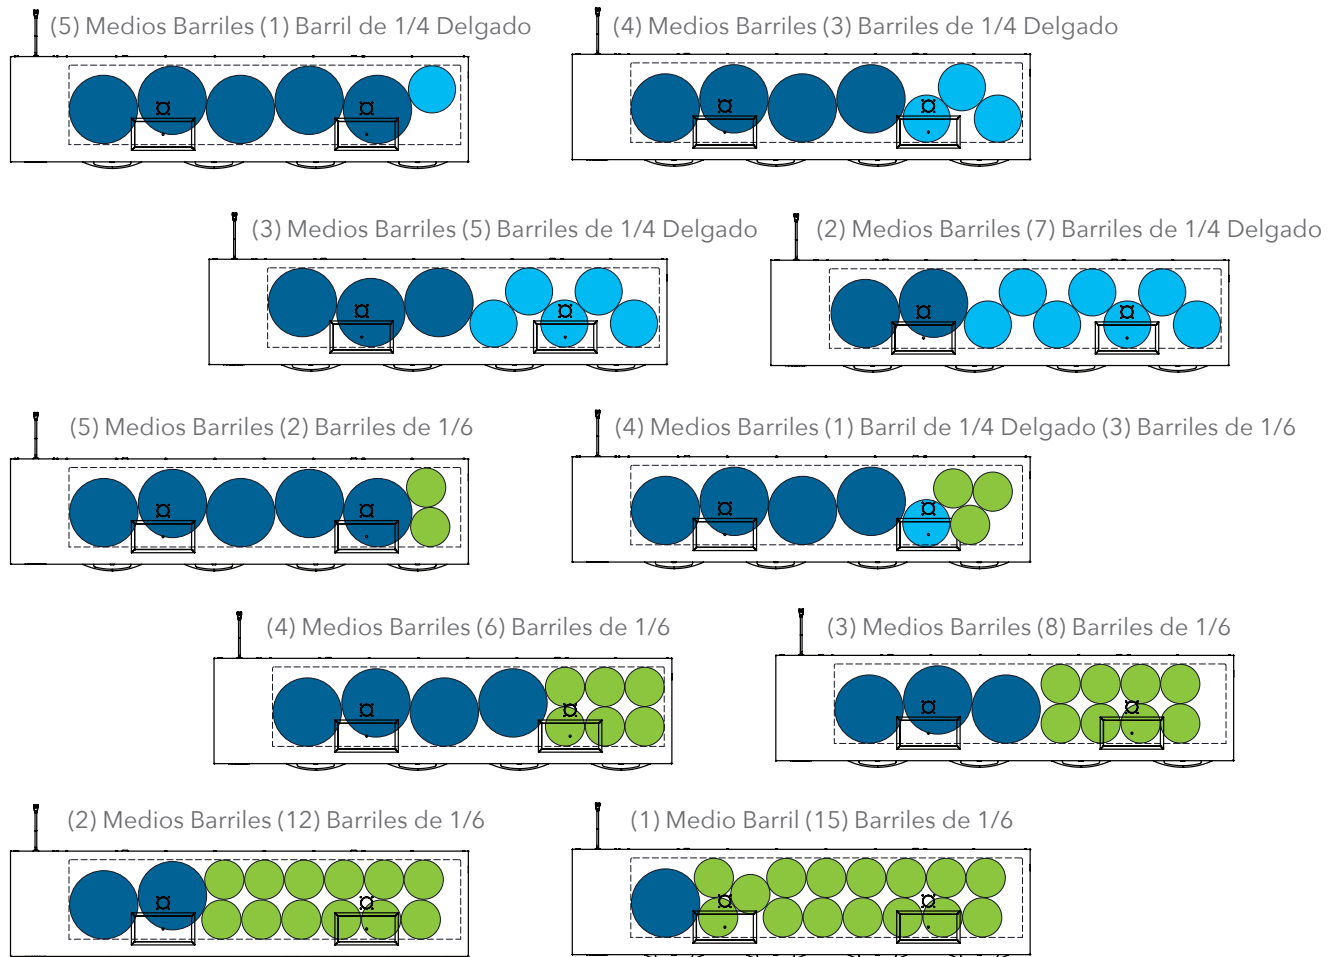 (5) Medios Barriles (1) Barril de 1/4 Delgado
(4) Medios Barriles (3) Barriles de 1/4 Delgado
(3) Medios Barriles (5) Barriles de 1/4 Delgado
(2) Medios Barriles (7) Barriles de 1/4 Delgado
(5) Medios Barriles (2) Barriles de 1/6
(4) Medios Barriles (1) Barril de 1/4 Delgado (3) Barriles de 1/6
(4) Medios Barriles (6) Barriles de 1/6
(3) Medios Barriles (8) Barriles de 1/6
(2) Medios Barriles (12) Barriles de 1/6
(1) Medio Barril (15) Barriles de 1/6